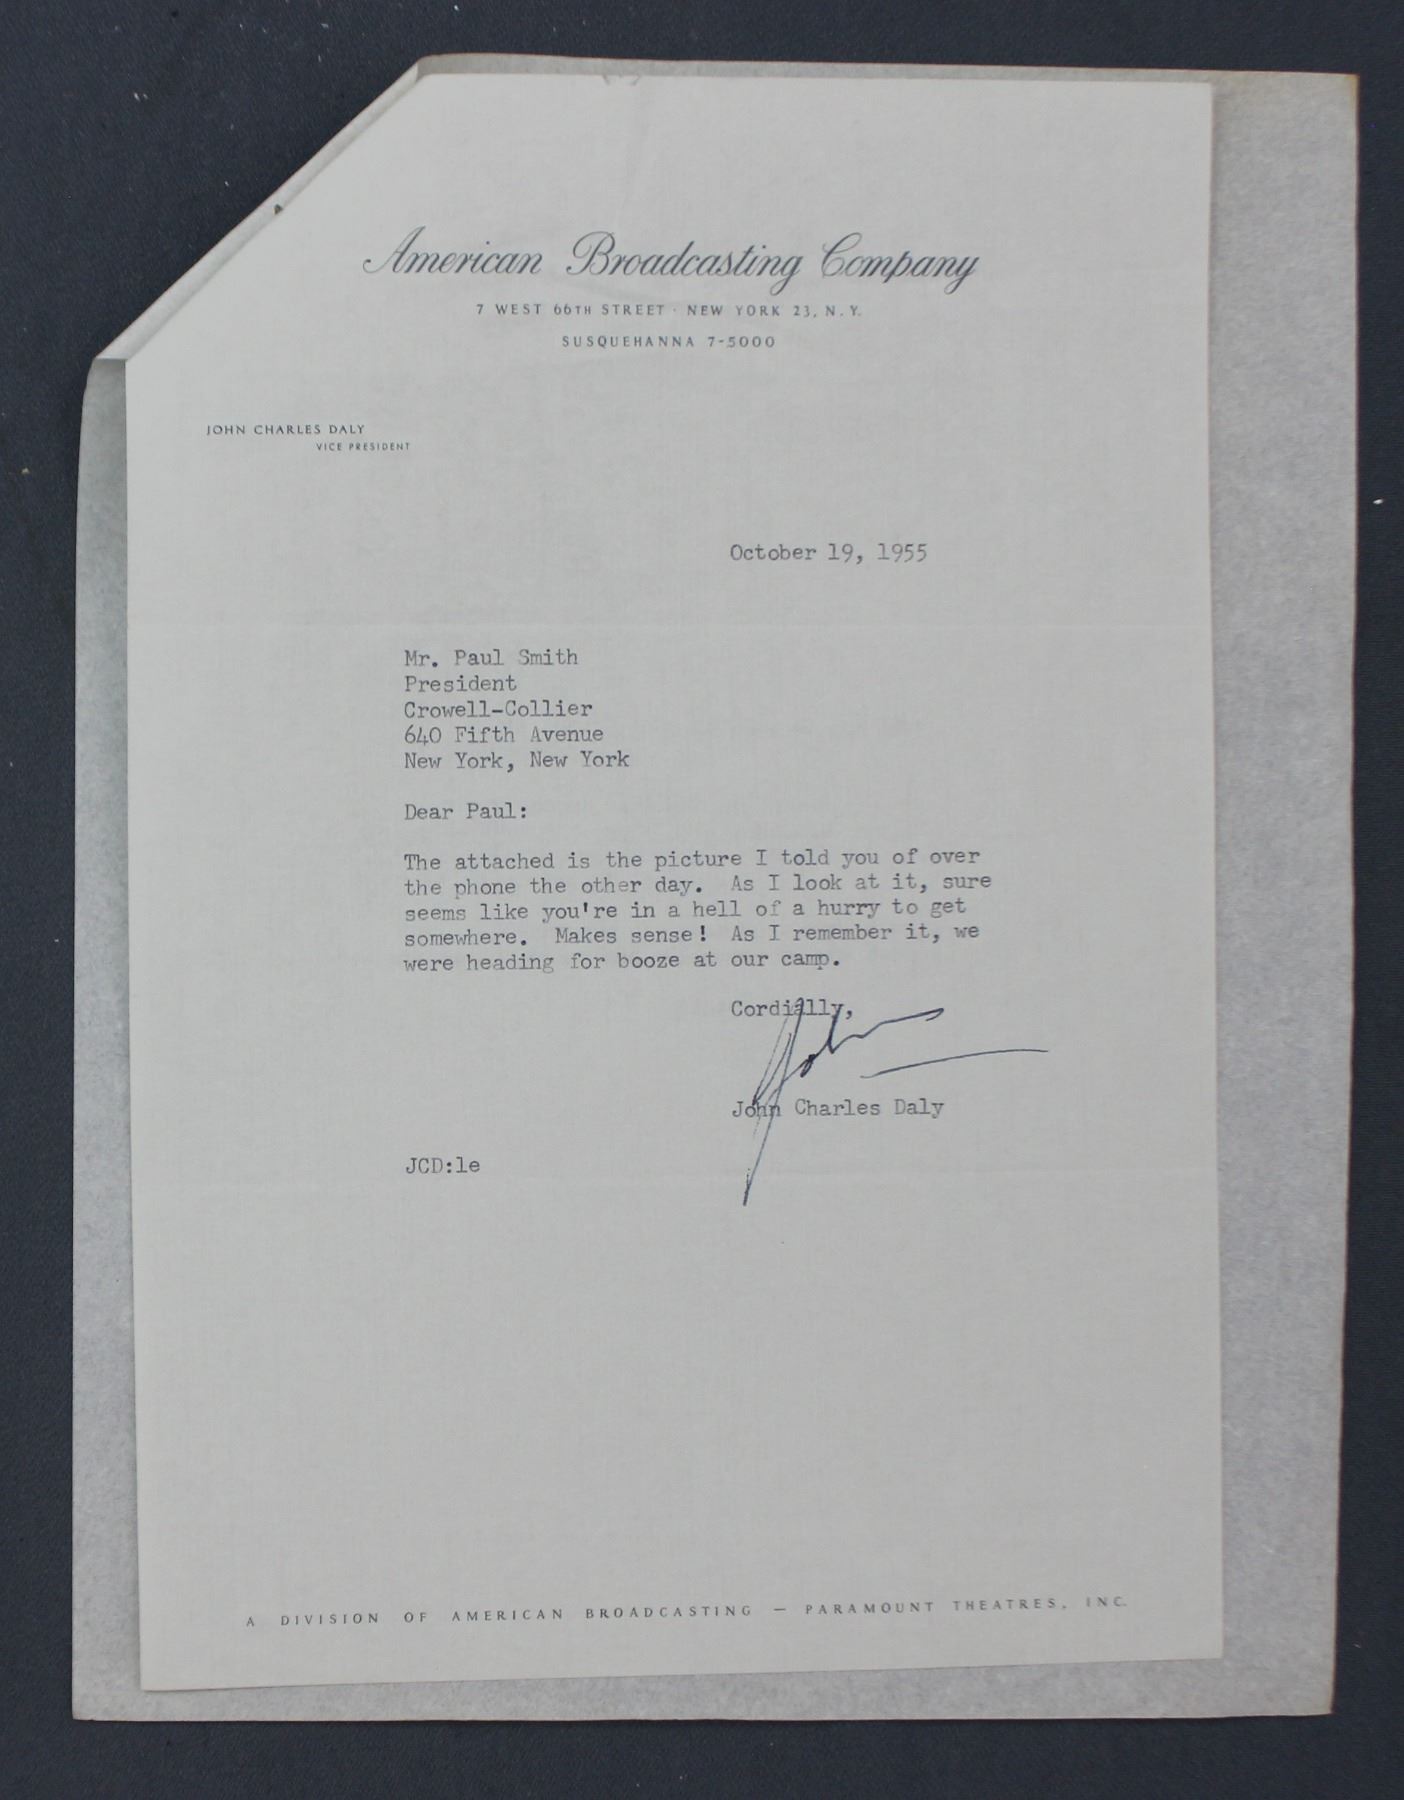 American Broadcasting Company
7 WEST 66TH STREET · NEW YORK 23, N.Y.
SUSQUEHANNA 7-5000
JOHN CHARLES DALY
VICE PRESIDENT
October 19, 1955
Mr. Paul Smith
President
Crowell-Collier
640 Fifth Avenue
New York, New York
Dear Paul:
The attached is the picture I told you of over
the phone the other day.  As I look at it, sure
seems like you're in a hell of a hurry to get
somewhere.  Makes sense!  As I remember it, we
were heading for booze at our camp.
Cordially,
John
John Charles Daly
JCD:le
A DIVISION OF AMERICAN BROADCASTING — PARAMOUNT THEATRES, INC.